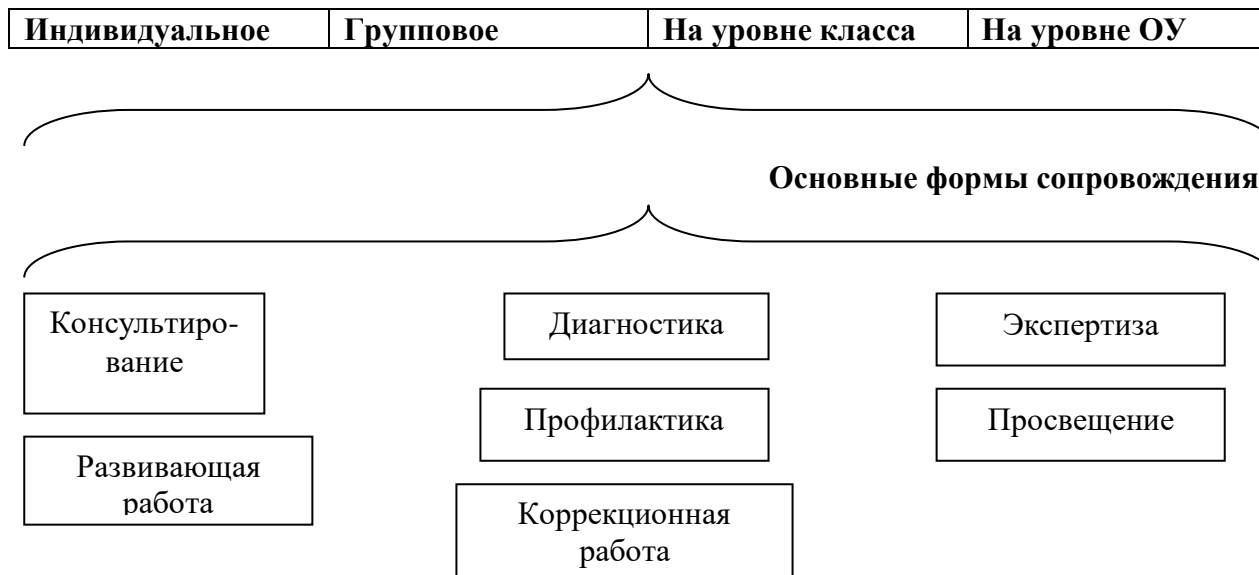 Индивидуальное Групповое На уровне класса На уровне ОУ
Основные формы сопровождения
Консультиро-
вание
Диагностика
Экспертиза
Профилактика
Просвещение
Развивающая
работа
Коррекционная
работа